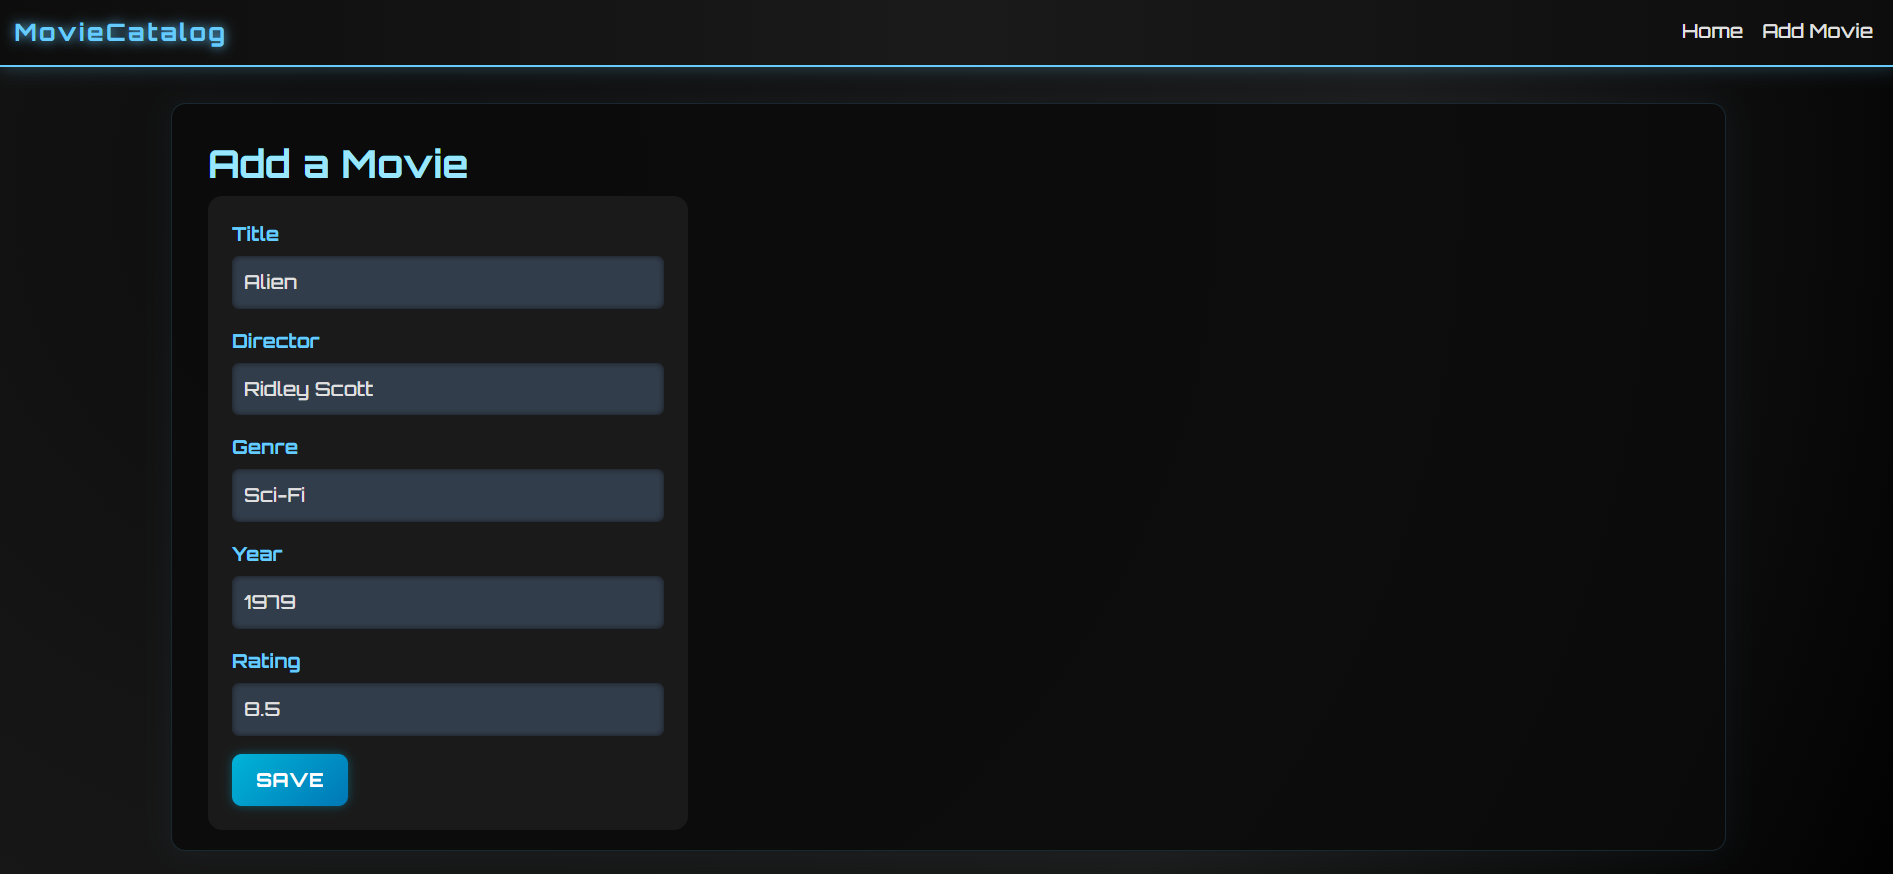 MovieCatalog
Home Add Movie
Add a Movie
Title
Alien
Director
Ridley Scott
Genre
Sci-Fi
Year
1979
Rating
8.5
SAVE